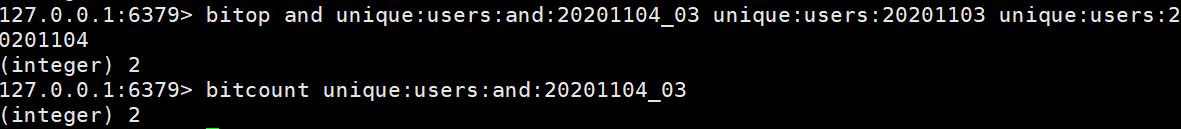 127.0.0.1:6379> bitop and unique:users:and:20201104_03 unique:users:20201103 unique:users:2
0201104
(integer) 2
127.0.0.1:6379> bitcount unique:users:and:20201104_03
(integer) 2